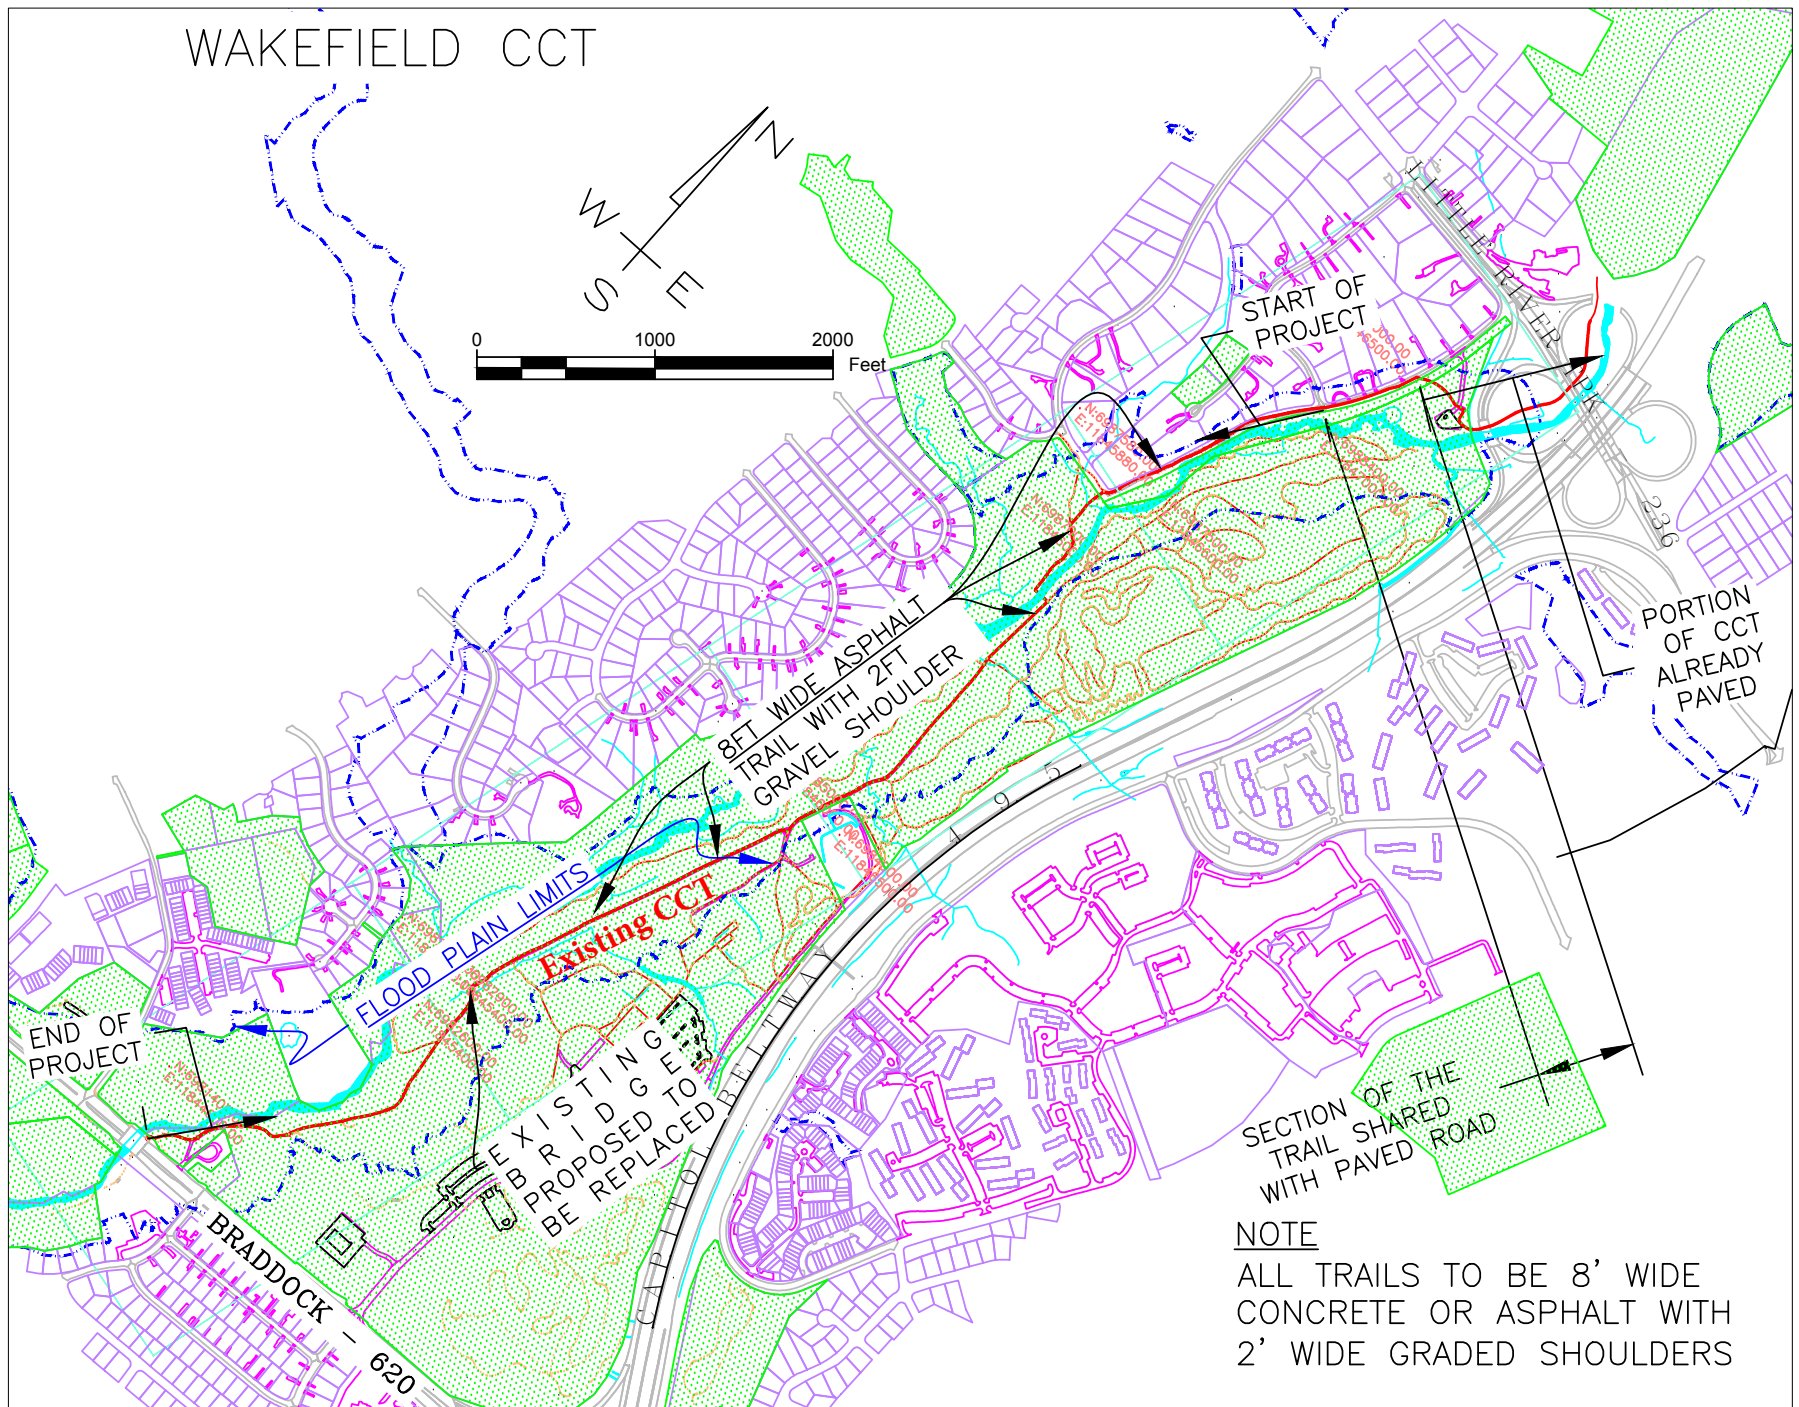 WAKEFIELD CCT
N
W
S
E
0
1000
2000
Feet
START OF
PROJECT
LITTLE RIVER
PK.
236
PORTION
OF CCT
ALREADY
PAVED
8FT WIDE ASPHALT
TRAIL WITH 2FT
GRAVEL SHOULDER
495
FLOOD PLAIN LIMITS
Existing CCT
END OF
PROJECT
EXISTING
BRIDGE
PROPOSED TO
BE REPLACED
CAPITOL BELTWAY
BRADDOCK - 620
SECTION OF THE
TRAIL SHARED
WITH PAVED ROAD
NOTE
ALL TRAILS TO BE 8' WIDE
CONCRETE OR ASPHALT WITH
2' WIDE GRADED SHOULDERS